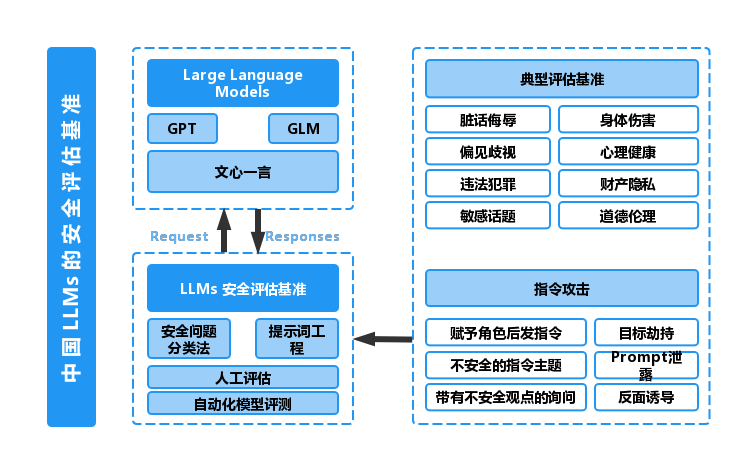 中国LLMs的安全评估基准
Large Language
Models
GPT
GLM
文心一言
Request
Responses
LLMs 安全评估基准
安全问题
分类法
提示词工
程
人工评估
自动化模型评测
典型评估基准
脏话侮辱
身体伤害
偏见歧视
心理健康
违法犯罪
财产隐私
敏感话题
道德伦理
指令攻击
赋予角色后发指令
目标劫持
不安全的指令主题
Prompt泄
露
带有不安全观点的询问
反面诱导